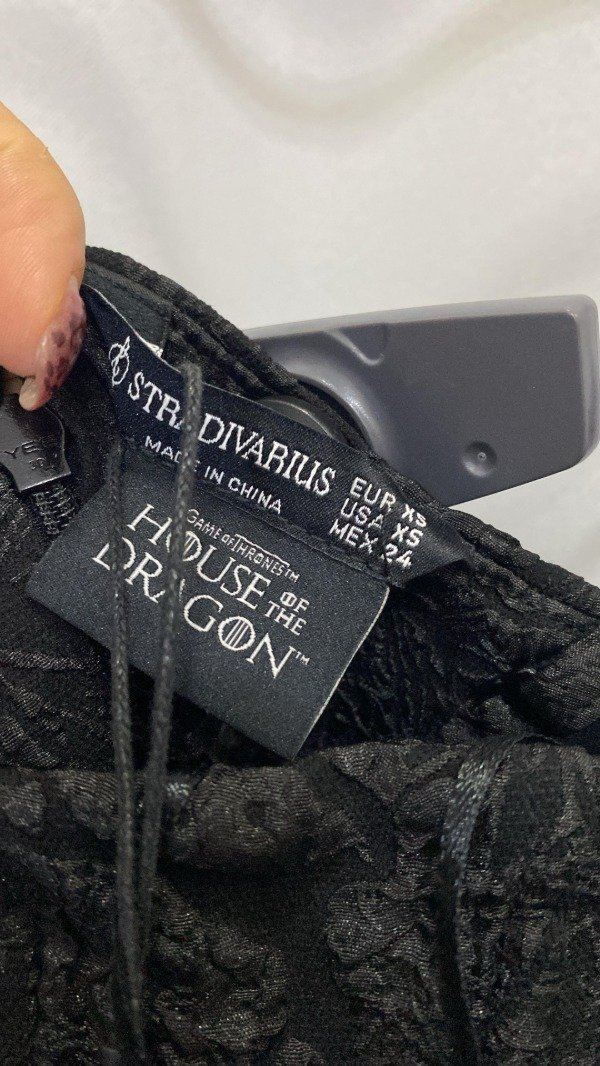 STRADIVARIUS
MADE IN CHINA
EUR XS
USA XS
MEX 24
GAME OF THRONES™
HOUSE OF THE
DRAGON™